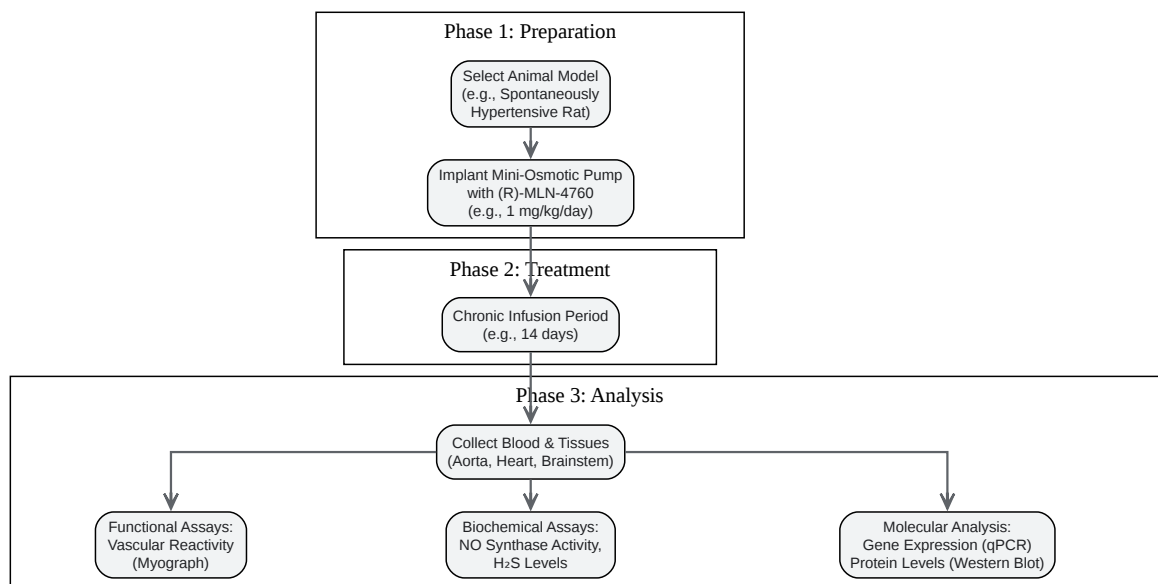 Phase 1: Preparation
Select Animal Model
(e.g., Spontaneously
Hypertensive Rat)
Implant Mini-Osmotic Pump
with (R)-MLN-4760
(e.g., 1 mg/kg/day)
Phase 2: Treatment
Chronic Infusion Period
(e.g., 14 days)
Phase 3: Analysis
Collect Blood & Tissues
(Aorta, Heart, Brainstem)
Functional Assays:
Vascular Reactivity
(Myograph)
Biochemical Assays:
NO Synthase Activity,
H₂S Levels
Molecular Analysis:
Gene Expression (qPCR)
Protein Levels (Western Blot)